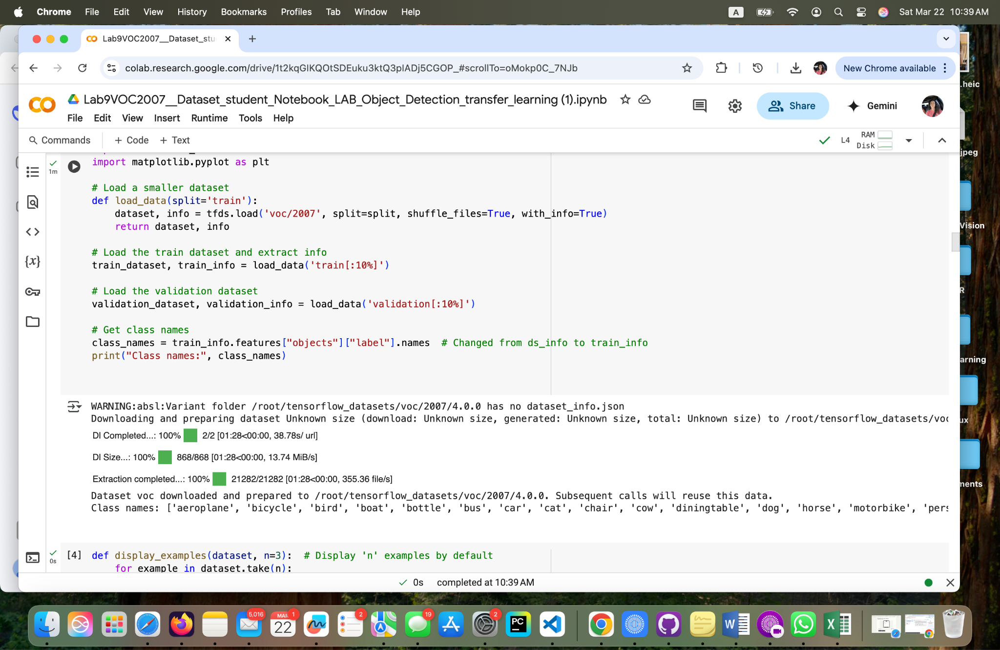 Chrome File Edit View History Bookmarks Profiles Tab Window Help A Sat Mar 22 10:39 AM
Lab9VOC2007__Dataset_stu
colab.research.google.com/drive/1t2kqGlKQOtSDEuku3ktQ3plADj5CGOP_#scrollTo=oMokp0C_7NJb New Chrome available
.heic
Lab9VOC2007__Dataset_student_Notebook_LAB_Object_Detection_transfer_learning (1).ipynb
Share Gemini
File Edit View Insert Runtime Tools Help
Commands + Code + Text L4 RAM Disk
jpeg
1m
import matplotlib.pyplot as plt
# Load a smaller dataset
def load_data(split='train'):
dataset, info = tfds.load('voc/2007', split=split, shuffle_files=True, with_info=True)
return dataset, info
Vision
# Load the train dataset and extract info
train_dataset, train_info = load_data('train[:10%]')
# Load the validation dataset
R
validation_dataset, validation_info = load_data('validation[:10%]')
# Get class names
class_names = train_info.features["objects"]["label"].names # Changed from ds_info to train_info
print("Class names:", class_names)
arning
WARNING:absl:Variant folder /root/tensorflow_datasets/voc/2007/4.0.0 has no dataset_info.json
Downloading and preparing dataset Unknown size (download: Unknown size, generated: Unknown size, total: Unknown size) to /root/tensorflow_datasets/voc
ux
Dl Completed...: 100% 2/2 [01:28<00:00, 38.78s/ url]
Dl Size...: 100% 868/868 [01:28<00:00, 13.74 MiB/s]
Extraction completed...: 100% 21282/21282 [01:28<00:00, 355.36 file/s]
ments
Dataset voc downloaded and prepared to /root/tensorflow_datasets/voc/2007/4.0.0. Subsequent calls will reuse this data.
Class names: ['aeroplane', 'bicycle', 'bird', 'boat', 'bottle', 'bus', 'car', 'cat', 'chair', 'cow', 'diningtable', 'dog', 'horse', 'motorbike', 'pers
0s
[4] def display_examples(dataset, n=3): # Display 'n' examples by default
for example in dataset.take(n):
0s completed at 10:39 AM
5,016 MAR 1 22 2 19 2 PC W X